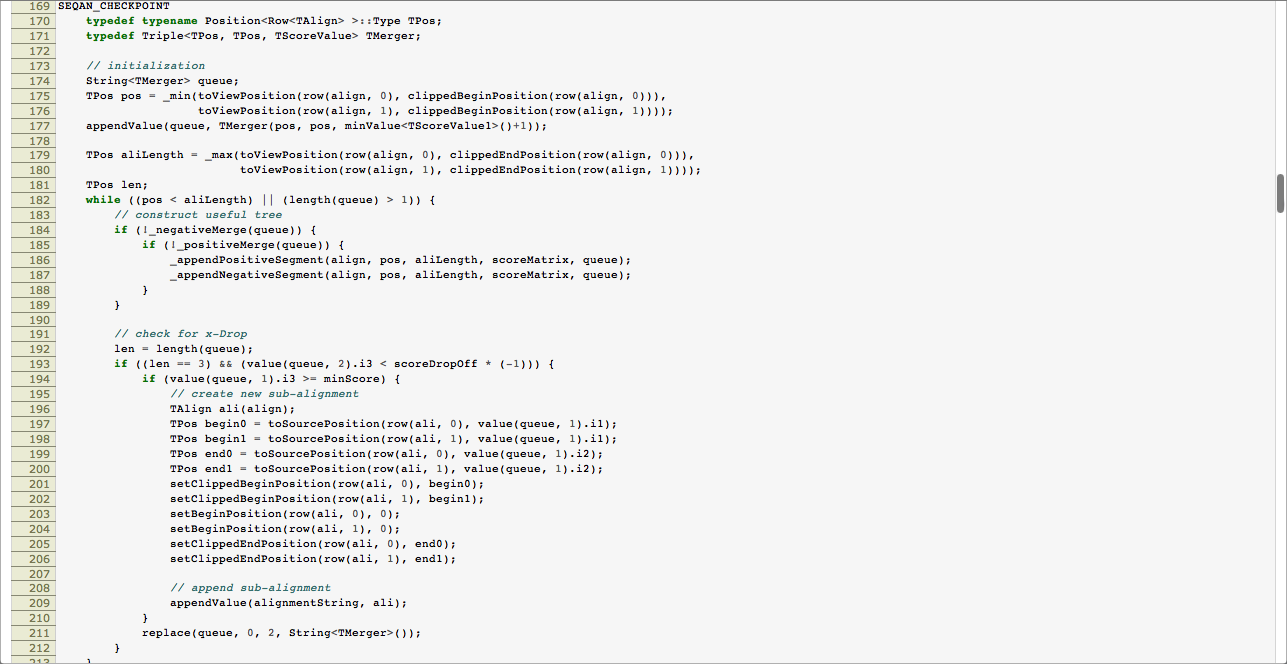 169 SEQAN_CHECKPOINT
170     typedef typename Position<Row<TAlign> >::Type TPos;
171     typedef Triple<TPos, TPos, TScoreValue> TMerger;
172
173     // initialization
174     String<TMerger> queue;
175     TPos pos = _min(toViewPosition(row(align, 0), clippedBeginPosition(row(align, 0))),
176                     toViewPosition(row(align, 1), clippedBeginPosition(row(align, 1))));
177     appendValue(queue, TMerger(pos, pos, minValue<TScoreValue1>()+1));
178
179     TPos aliLength = _max(toViewPosition(row(align, 0), clippedEndPosition(row(align, 0))),
180                           toViewPosition(row(align, 1), clippedEndPosition(row(align, 1))));
181     TPos len;
182     while ((pos < aliLength) || (length(queue) > 1)) {
183         // construct useful tree
184         if (!_negativeMerge(queue)) {
185             if (!_positiveMerge(queue)) {
186                 _appendPositiveSegment(align, pos, aliLength, scoreMatrix, queue);
187                 _appendNegativeSegment(align, pos, aliLength, scoreMatrix, queue);
188             }
189         }
190
191         // check for x-Drop
192         len = length(queue);
193         if ((len == 3) && (value(queue, 2).i3 < scoreDropOff * (-1))) {
194             if (value(queue, 1).i3 >= minScore) {
195                 // create new sub-alignment
196                 TAlign ali(align);
197                 TPos begin0 = toSourcePosition(row(ali, 0), value(queue, 1).i1);
198                 TPos begin1 = toSourcePosition(row(ali, 1), value(queue, 1).i1);
199                 TPos end0 = toSourcePosition(row(ali, 0), value(queue, 1).i2);
200                 TPos end1 = toSourcePosition(row(ali, 1), value(queue, 1).i2);
201                 setClippedBeginPosition(row(ali, 0), begin0);
202                 setClippedBeginPosition(row(ali, 1), begin1);
203                 setBeginPosition(row(ali, 0), 0);
204                 setBeginPosition(row(ali, 1), 0);
205                 setClippedEndPosition(row(ali, 0), end0);
206                 setClippedEndPosition(row(ali, 1), end1);
207
208                 // append sub-alignment
209                 appendValue(alignmentString, ali);
210             }
211             replace(queue, 0, 2, String<TMerger>());
212         }
213     }